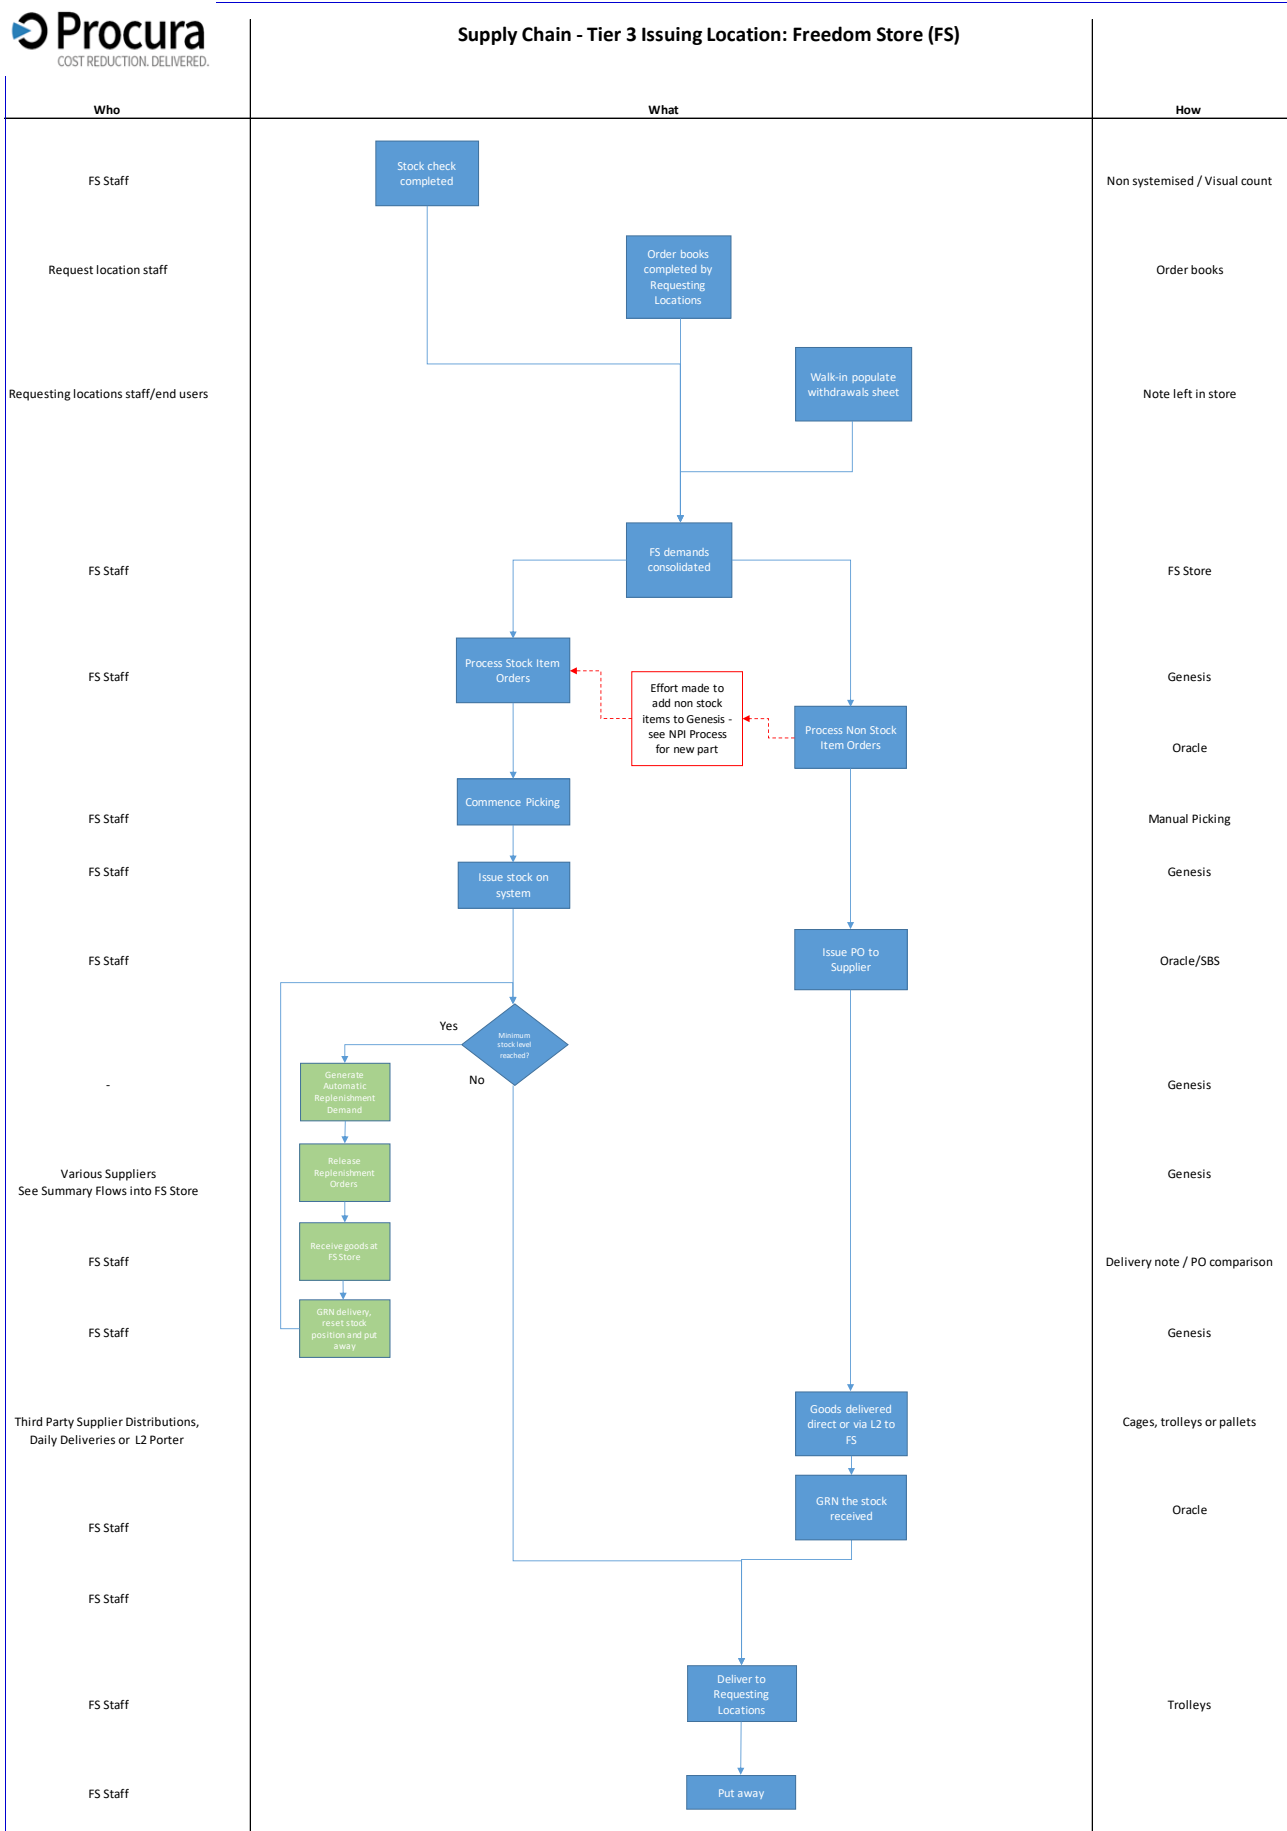 Procura
COST REDUCTION. DELIVERED.
Supply Chain - Tier 3 Issuing Location: Freedom Store (FS)
Who
What
How
FS Staff
Stock check
completed
Non systemised / Visual count
Request location staff
Order books
completed by
Requesting
Locations
Order books
Requesting locations staff/end users
Walk-in populate
withdrawals sheet
Note left in store
FS Staff
FS demands
consolidated
FS Store
FS Staff
Process Stock Item
Orders
Genesis
Effort made to
add non stock
items to Genesis -
see NPI Process
for new part
Process Non Stock
Item Orders
Oracle
FS Staff
Commence Picking
Manual Picking
FS Staff
Issue stock on
system
Genesis
FS Staff
Issue PO to
Supplier
Oracle/SBS
Yes
Minimum
stock level
reached?
No
-
Generate
Automatic
Replenishment
Demand
Genesis
Various Suppliers
See Summary Flows into FS Store
Release
Replenishment
Orders
Genesis
FS Staff
Receive goods at
FS Store
Delivery note / PO comparison
FS Staff
GRN delivery,
reset stock
position and put
away
Genesis
Third Party Supplier Distributions,
Daily Deliveries or L2 Porter
Goods delivered
direct or via L2 to
FS
Cages, trolleys or pallets
FS Staff
GRN the stock
received
Oracle
FS Staff
FS Staff
Deliver to
Requesting
Locations
Trolleys
FS Staff
Put away